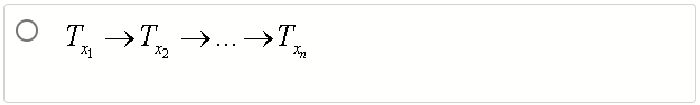 T_{x_1} → T_{x_2} → ... → T_{x_n}